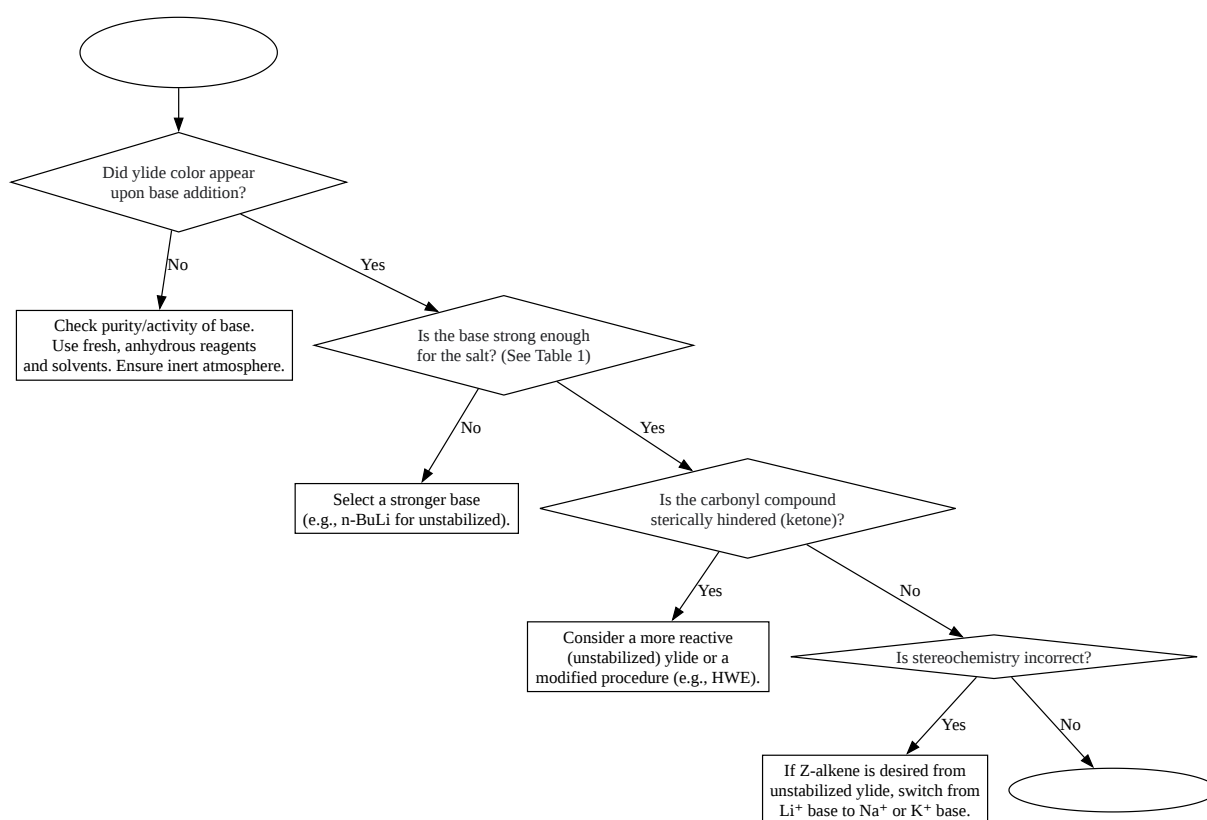 Did ylide color appear
upon base addition?
No
Yes
Check purity/activity of base.
Use fresh, anhydrous reagents
and solvents. Ensure inert atmosphere.
Is the base strong enough
for the salt? (See Table 1)
No
Yes
Select a stronger base
(e.g., n-BuLi for unstabilized).
Is the carbonyl compound
sterically hindered (ketone)?
Yes
No
Consider a more reactive
(unstabilized) ylide or a
modified procedure (e.g., HWE).
Is stereochemistry incorrect?
Yes
No
If Z-alkene is desired from
unstabilized ylide, switch from
Li⁺ base to Na⁺ or K⁺ base.